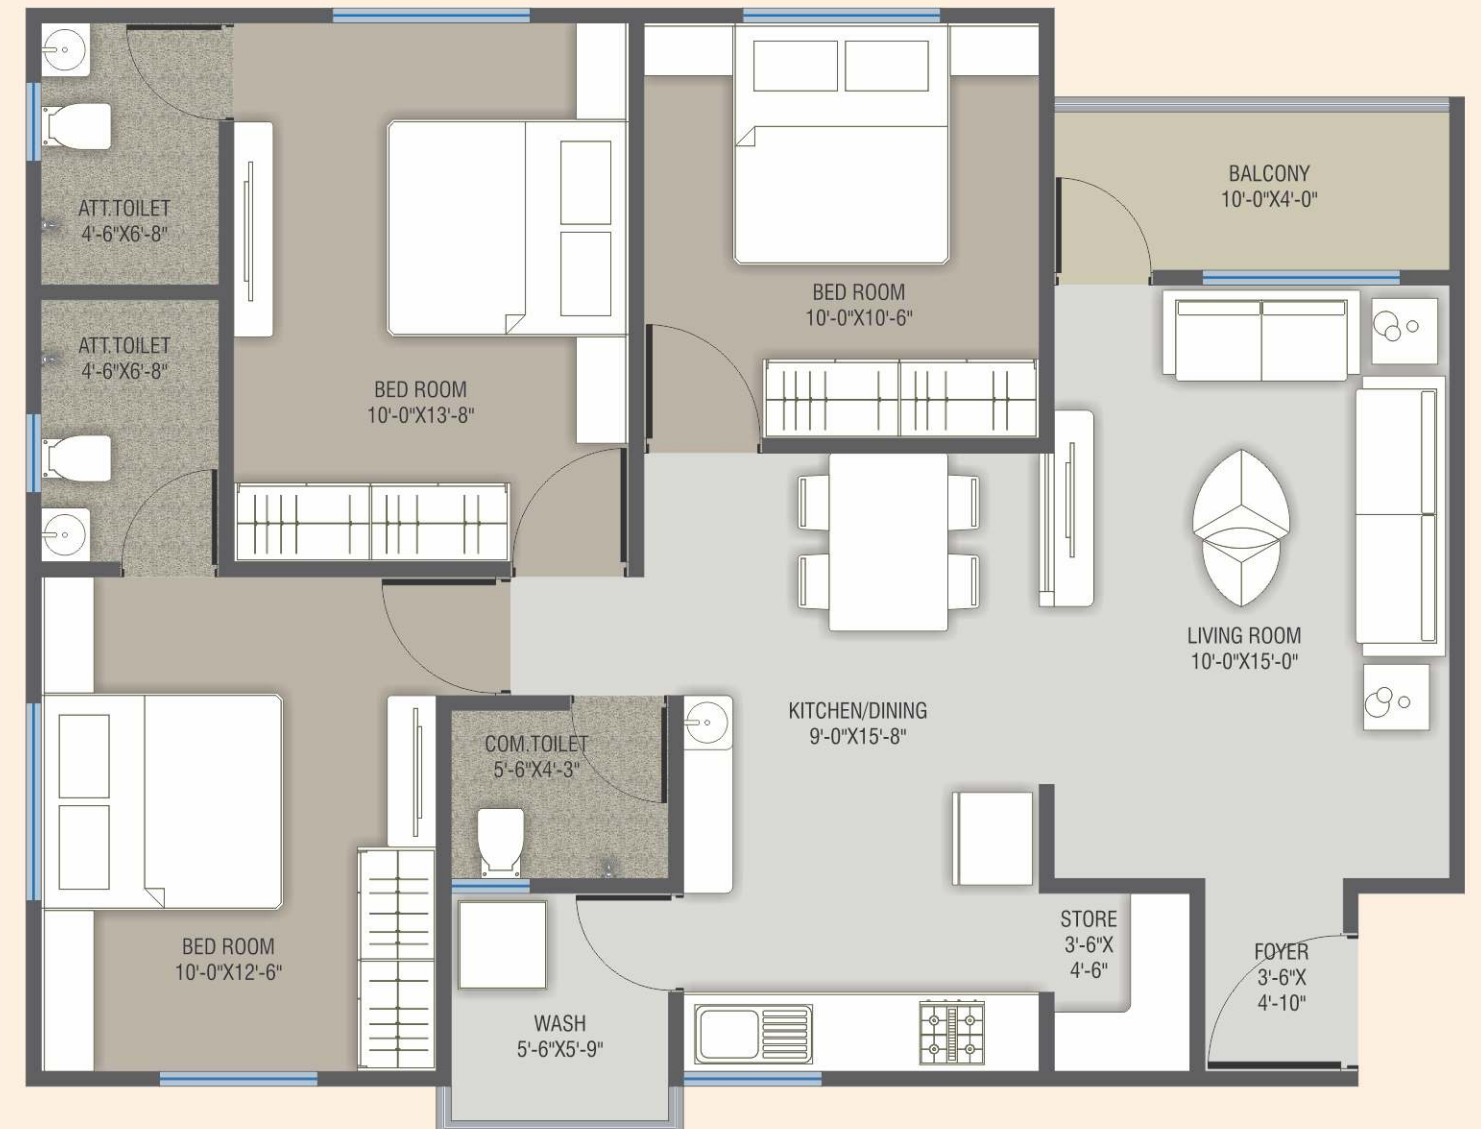 ATT.TOILET
4'-6"X6'-8"
BALCONY
10'-0"X4'-0"
BED ROOM
10'-0"X10'-6"
ATT.TOILET
4'-6"X6'-8"
BED ROOM
10'-0"X13'-8"
LIVING ROOM
10'-0"X15'-0"
KITCHEN/DINING
9'-0"X15'-8"
COM.TOILET
5'-6"X4'-3"
BED ROOM
10'-0"X12'-6"
STORE
3'-6"X
4'-6"
FOYER
3'-6"X
4'-10"
WASH
5'-6"X5'-9"